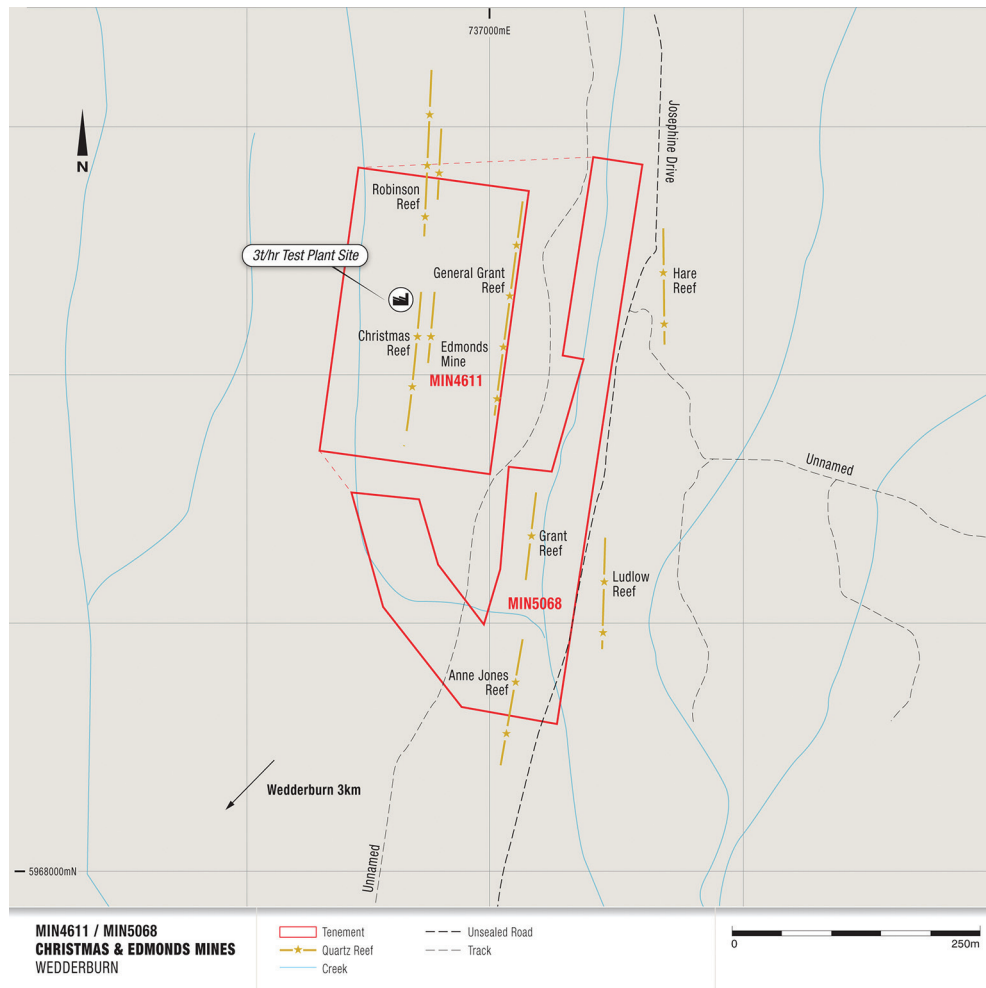 737000mE
Josephine Drive
N
Robinson
Reef
3t/hr Test Plant Site
General Grant
Reef
Hare
Reef
Christmas
Reef
Edmonds
Mine
MIN4611
Unnamed
Grant
Reef
Ludlow
Reef
MIN5068
Anne Jones
Reef
Wedderburn 3km
Unnamed
5968000mN
MIN4611 / MIN5068
CHRISTMAS & EDMONDS MINES
WEDDERBURN
Tenement
Quartz Reef
Creek
Unsealed Road
Track
0
250m